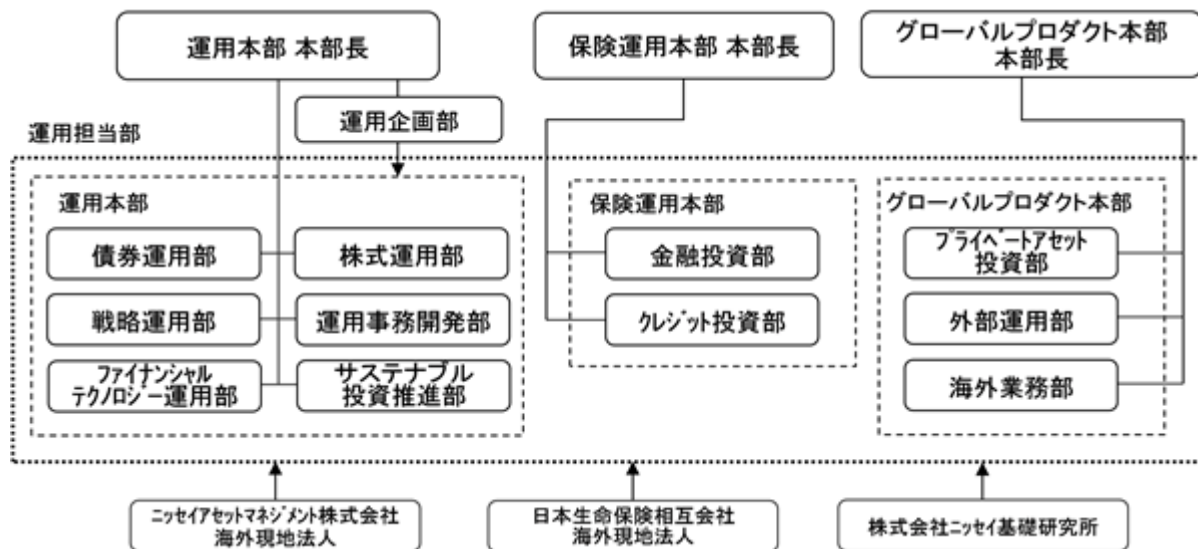 運用本部 本部長
保険運用本部 本部長
グローバルプロダクト本部
本部長
運用企画部
運用担当部
運用本部
債券運用部
株式運用部
戦略運用部
運用事務開発部
ファイナンシャル
テクノロジー運用部
サステナブル
投資推進部
保険運用本部
金融投資部
クレジット投資部
グローバルプロダクト本部
プライベートアセット
投資部
外部運用部
海外業務部
ニッセイアセットマネジメント株式会社
海外現地法人
日本生命保険相互会社
海外現地法人
株式会社ニッセイ基礎研究所